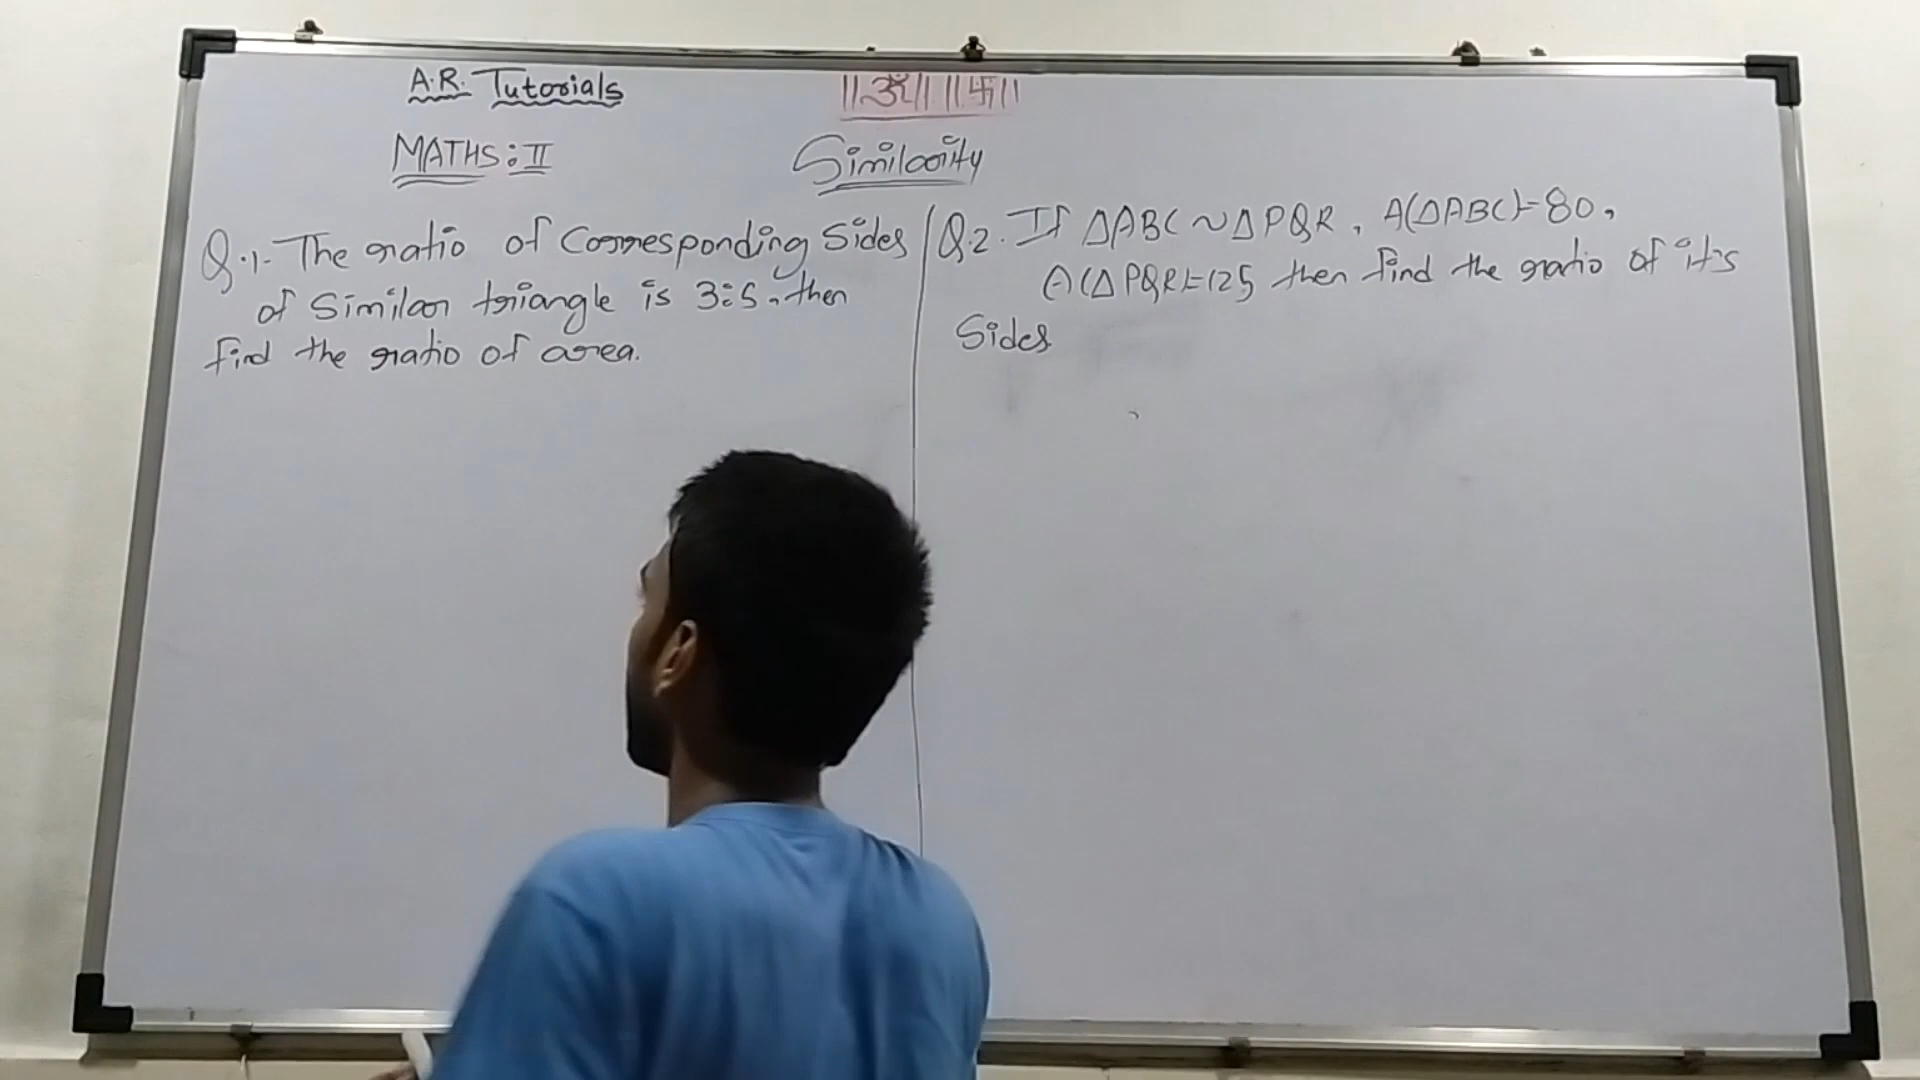 A.R. Tutorials
||ॐ|| ||卐||
MATHS: II
Similarity
Q.1. The ratio of Corresponding Sides
of Similar triangle is 3:5, then
find the ratio of area.
Q.2. If ΔABC ~ ΔPQR, A(ΔABC)=80,
A(ΔPQR)=125 then find the ratio of it's
Sides